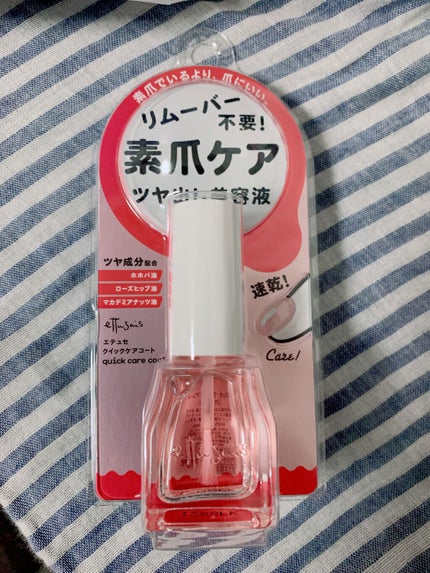 素爪でいるより、爪にいい。
リムーバー
不要!
素爪ケア
ツヤ出し美容液
ツヤ成分配合
ホホバ油
ローズヒップ油
マカデミアナッツ油
速乾!
Care!
ettusais
エテュセ
クイックケアコート
quick care coat